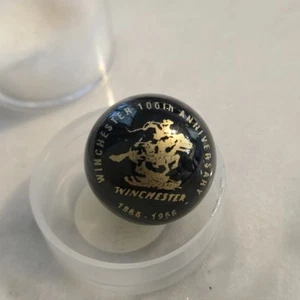 WINCHESTER 100TH ANNIVERSARY
WINCHESTER
1866 - 1966